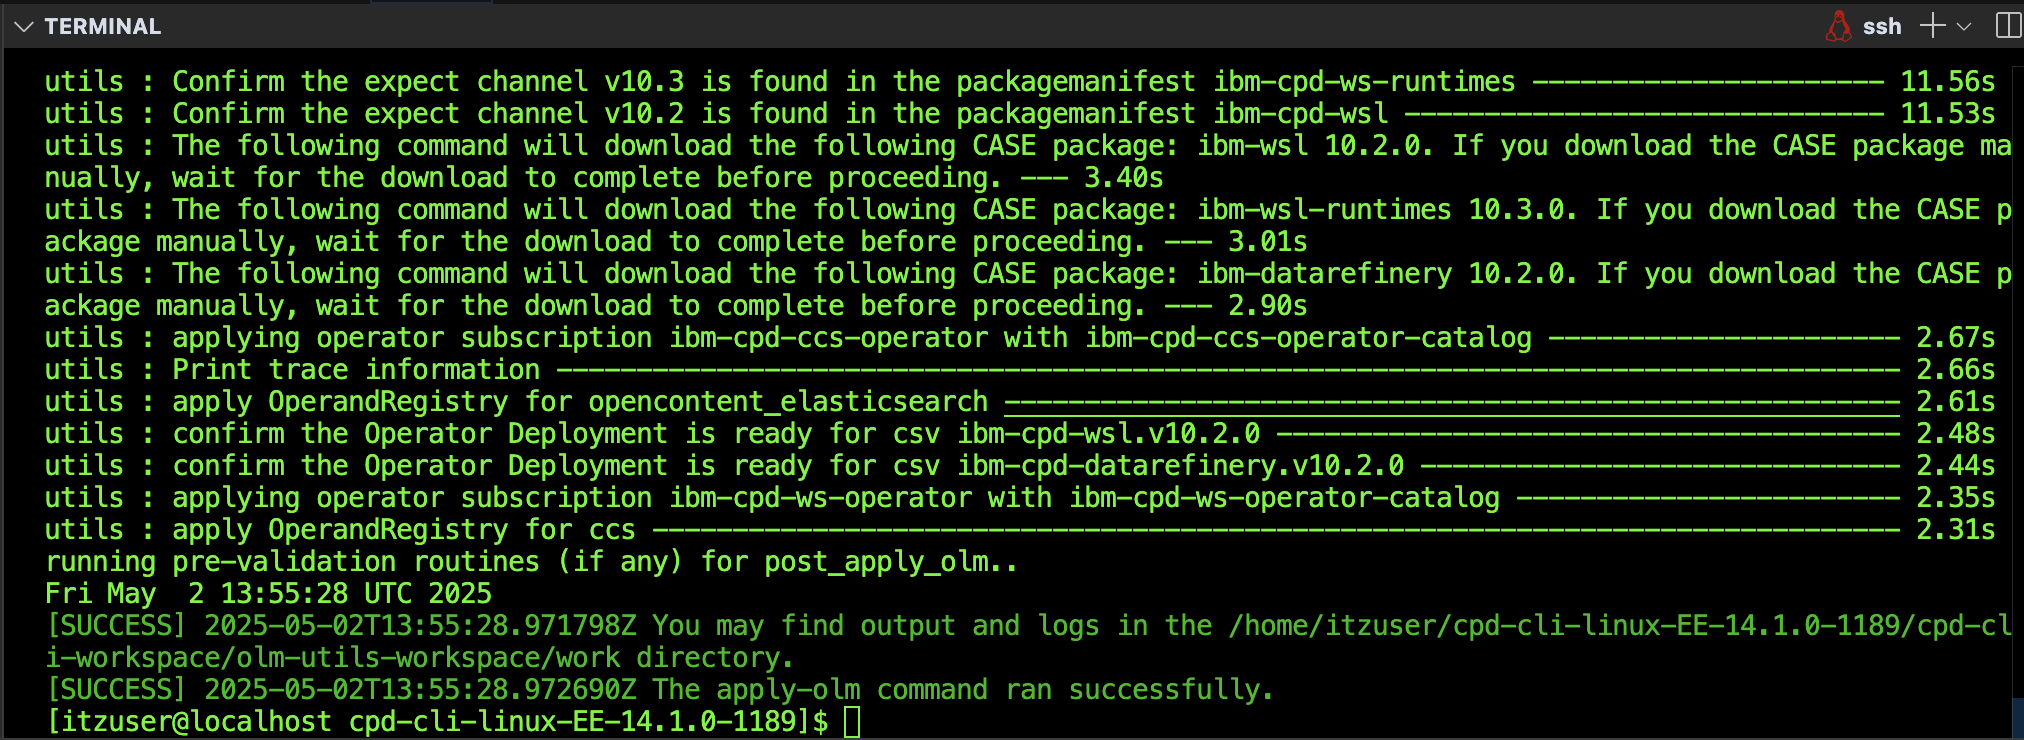 TERMINAL
ssh
utils : Confirm the expect channel v10.3 is found in the packagemanifest ibm-cpd-ws-runtimes ---------------------- 11.56s
utils : Confirm the expect channel v10.2 is found in the packagemanifest ibm-cpd-wsl ------------------------------ 11.53s
utils : The following command will download the following CASE package: ibm-wsl 10.2.0. If you download the CASE package ma
nually, wait for the download to complete before proceeding. --- 3.40s
utils : The following command will download the following CASE package: ibm-wsl-runtimes 10.3.0. If you download the CASE p
ackage manually, wait for the download to complete before proceeding. --- 3.01s
utils : The following command will download the following CASE package: ibm-datarefinery 10.2.0. If you download the CASE p
ackage manually, wait for the download to complete before proceeding. --- 2.90s
utils : applying operator subscription ibm-cpd-ccs-operator with ibm-cpd-ccs-operator-catalog ---------------------- 2.67s
utils : Print trace information ------------------------------------------------------------------------------------ 2.66s
utils : apply OperandRegistry for opencontent_elasticsearch -------------------------------------------------------- 2.61s
utils : confirm the Operator Deployment is ready for csv ibm-cpd-wsl.v10.2.0 --------------------------------------- 2.48s
utils : confirm the Operator Deployment is ready for csv ibm-cpd-datarefinery.v10.2.0 ------------------------------ 2.44s
utils : applying operator subscription ibm-cpd-ws-operator with ibm-cpd-ws-operator-catalog ------------------------ 2.35s
utils : apply OperandRegistry for ccs ------------------------------------------------------------------------------ 2.31s
running pre-validation routines (if any) for post_apply_olm..
Fri May  2 13:55:28 UTC 2025
[SUCCESS] 2025-05-02T13:55:28.971798Z You may find output and logs in the /home/itzuser/cpd-cli-linux-EE-14.1.0-1189/cpd-cl
i-workspace/olm-utils-workspace/work directory.
[SUCCESS] 2025-05-02T13:55:28.972690Z The apply-olm command ran successfully.
[itzuser@localhost cpd-cli-linux-EE-14.1.0-1189]$